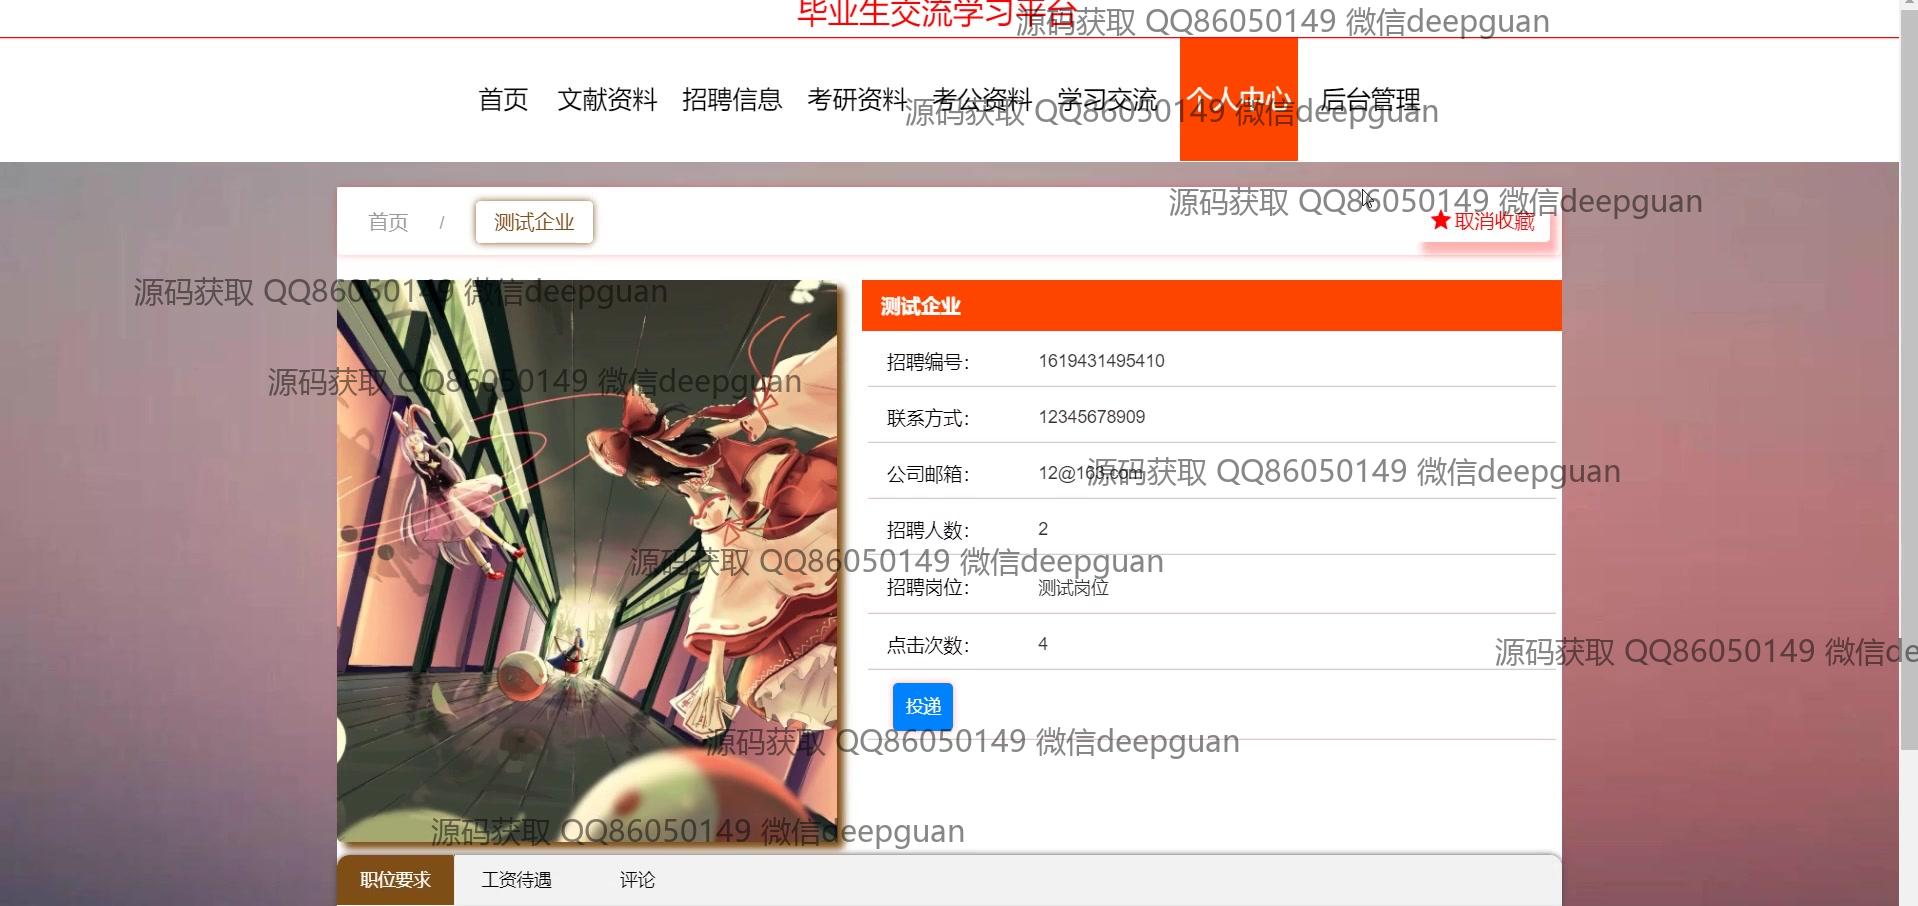 毕业生交流学习平台
源码获取 QQ86050149 微信deepguan
首页 文献资料 招聘信息 考研资料 考公资料 学习交流 个人中心 后台管理
源码获取 QQ86050149 微信deepguan
源码获取 QQ86050149 微信deepguan
首页 / 测试企业 ★取消收藏
源码获取 QQ86050149 微信deepguan
测试企业
招聘编号: 1619431495410
源码获取 QQ86050149 微信deepguan
联系方式: 12345678909
公司邮箱: 12@163.com
源码获取 QQ86050149 微信deepguan
招聘人数: 2
源码获取 QQ86050149 微信deepguan
招聘岗位: 测试岗位
点击次数: 4
源码获取 QQ86050149 微信de
投递
源码获取 QQ86050149 微信deepguan
源码获取 QQ86050149 微信deepguan
职位要求 工资待遇 评论